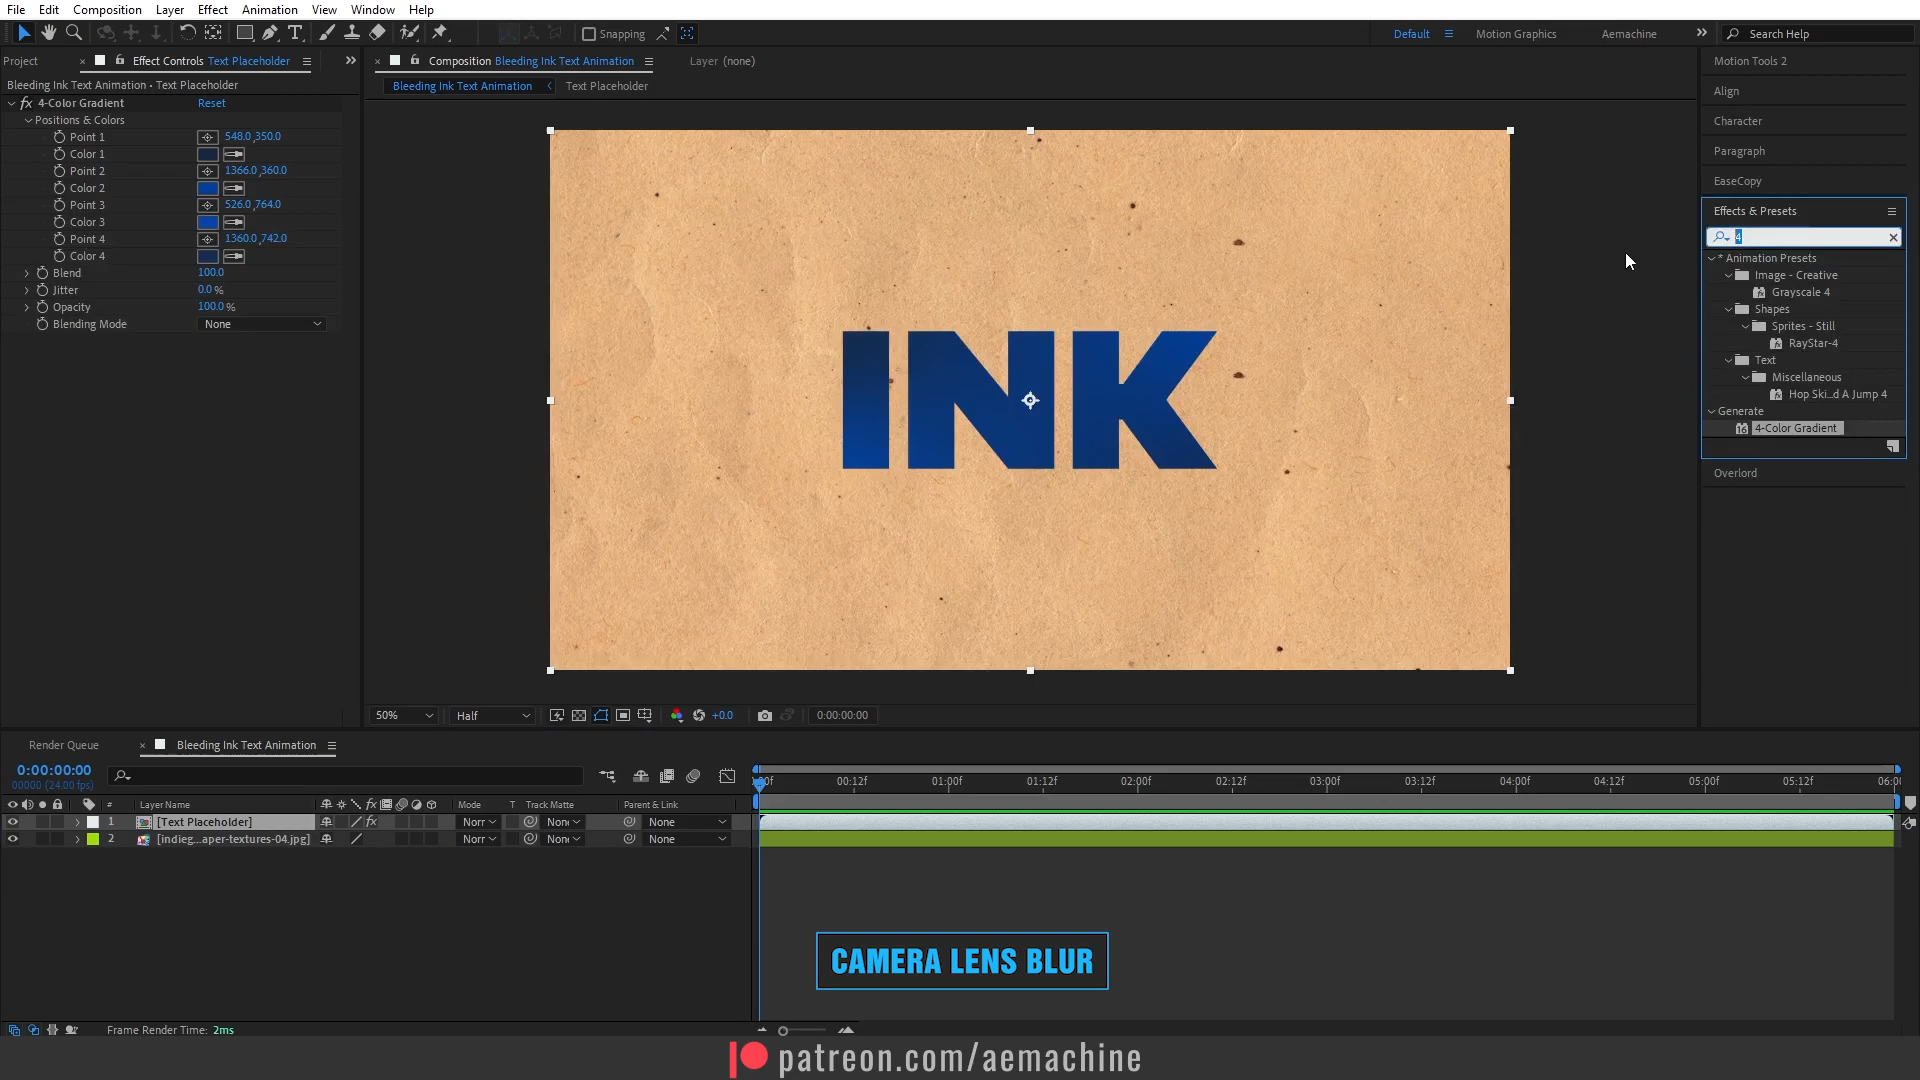 File Edit Composition Layer Effect Animation View Window Help
Snapping
Default
Motion Graphics
Aemachine
Search Help
Project
Effect Controls Text Placeholder
Bleeding Ink Text Animation • Text Placeholder
fx 4-Color Gradient Reset
Positions & Colors
Point 1 548.0,350.0
Color 1
Point 2 1366.0,360.0
Color 2
Point 3 526.0,764.0
Color 3
Point 4 1360.0,742.0
Color 4
Blend 100.0
Jitter 0.0 %
Opacity 100.0 %
Blending Mode None
Composition Bleeding Ink Text Animation
Layer (none)
Bleeding Ink Text Animation
Text Placeholder
INK
50%
Half
+0.0
0:00:00:00
Motion Tools 2
Align
Character
Paragraph
EaseCopy
Effects & Presets
4
* Animation Presets
Image - Creative
Grayscale 4
Shapes
Sprites - Still
RayStar-4
Text
Miscellaneous
Hop Ski...d A Jump 4
Generate
4-Color Gradient
Overlord
Render Queue
Bleeding Ink Text Animation
0:00:00:00
00000 (24.00 fps)
00:12f 01:00f 01:12f 02:00f 02:12f 03:00f 03:12f 04:00f 04:12f 05:00f 05:12f
# Layer Name fx Mode T Track Matte Parent & Link
1 [Text Placeholder] fx Norr Non None
2 [indieg...aper-textures-04.jpg] Norr Non None
CAMERA LENS BLUR
Frame Render Time: 2ms
patreon.com/aemachine